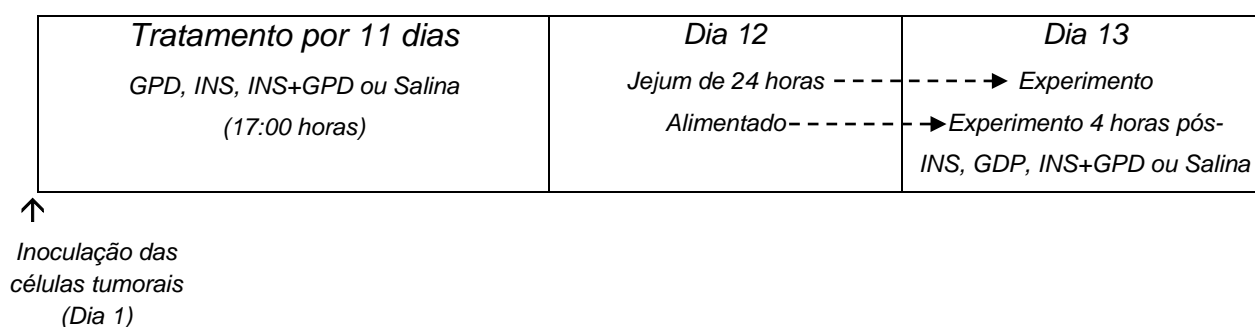 Tratamento por 11 dias
GPD, INS, INS+GPD ou Salina
(17:00 horas)
Dia 12
Jejum de 24 horas
Alimentado
Dia 13
Experimento
Experimento 4 horas pós-
INS, GDP, INS+GPD ou Salina
Inoculação das
células tumorais
(Dia 1)